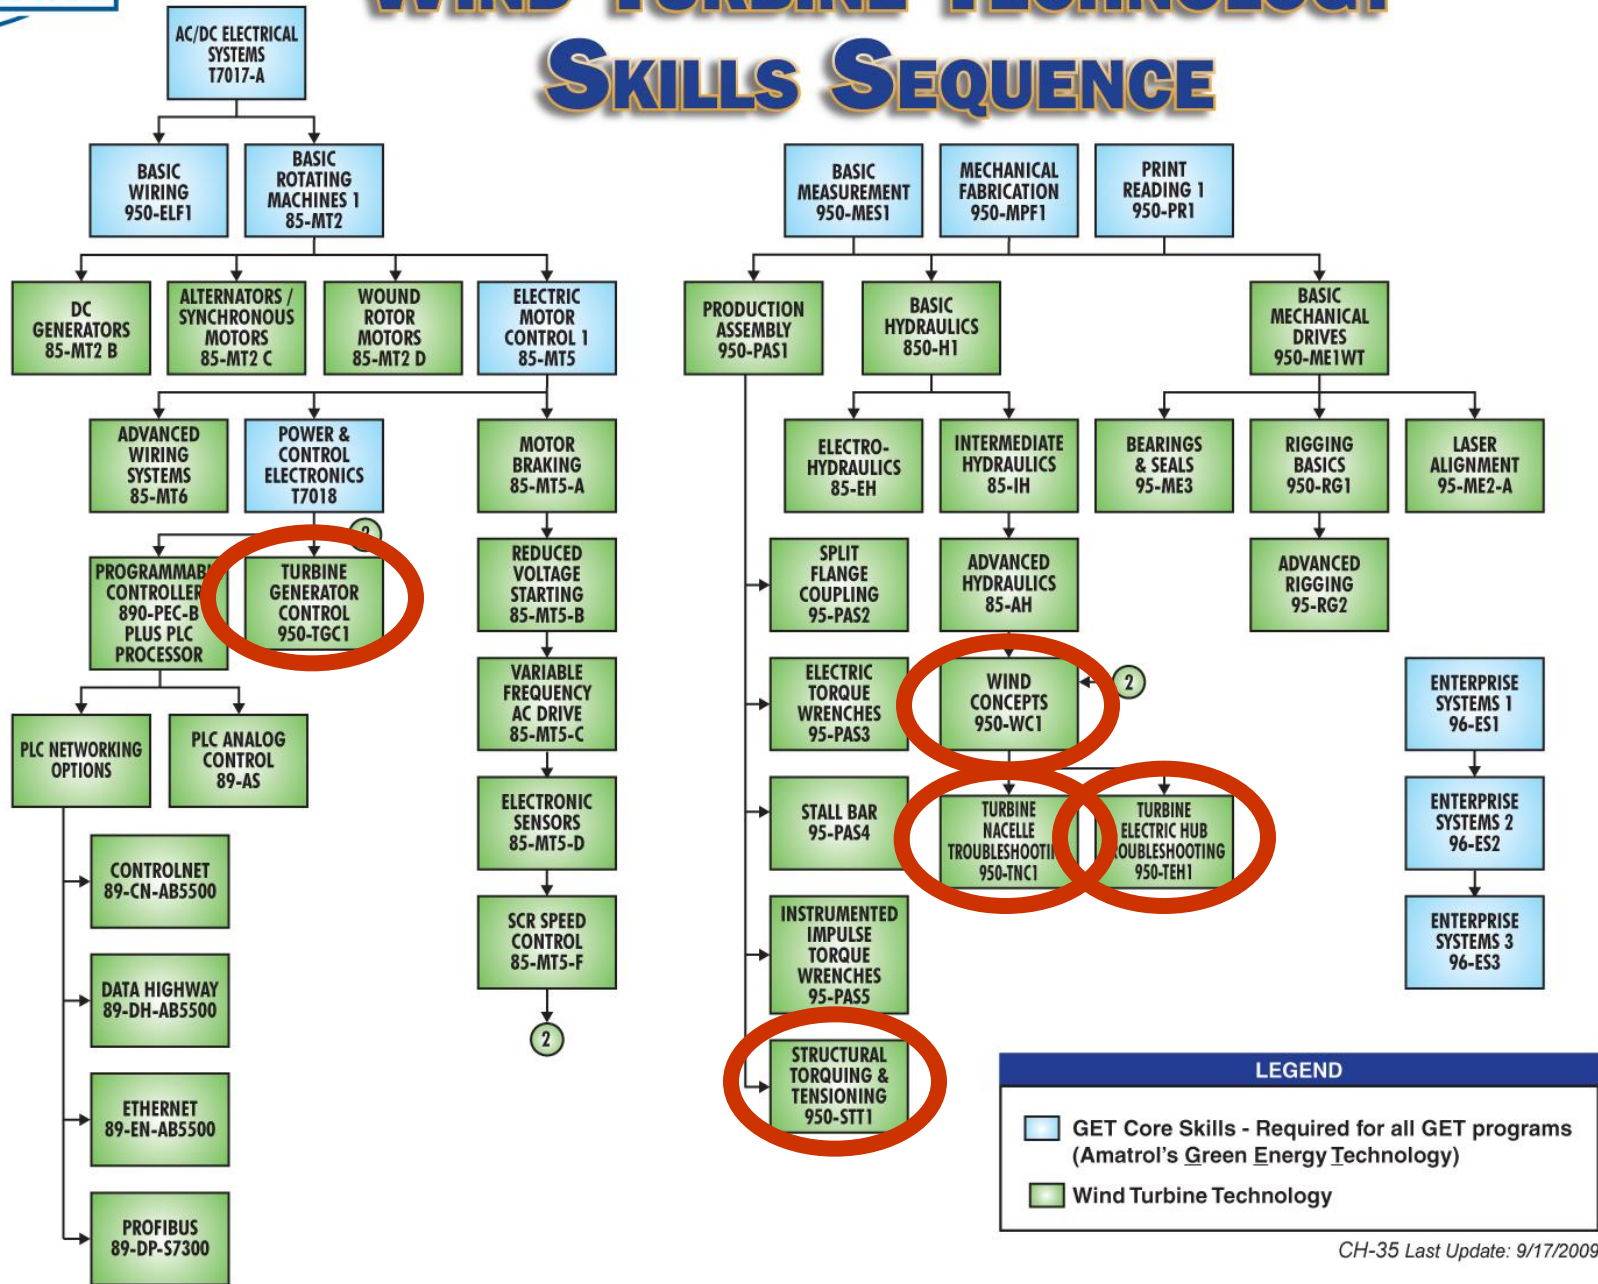 WIND TURBINE TECHNOLOGY
SKILLS SEQUENCE
AC/DC ELECTRICAL
SYSTEMS
T7017-A
BASIC
WIRING
950-ELF1
BASIC
ROTATING
MACHINES 1
85-MT2
BASIC
MEASUREMENT
950-MES1
MECHANICAL
FABRICATION
950-MPF1
PRINT
READING 1
950-PR1
DC
GENERATORS
85-MT2 B
ALTERNATORS /
SYNCHRONOUS
MOTORS
85-MT2 C
WOUND
ROTOR
MOTORS
85-MT2 D
ELECTRIC
MOTOR
CONTROL 1
85-MT5
PRODUCTION
ASSEMBLY
950-PAS1
BASIC
HYDRAULICS
850-H1
BASIC
MECHANICAL
DRIVES
950-ME1WT
ADVANCED
WIRING
SYSTEMS
85-MT6
POWER &
CONTROL
ELECTRONICS
T7018
MOTOR
BRAKING
85-MT5-A
ELECTRO-
HYDRAULICS
85-EH
INTERMEDIATE
HYDRAULICS
85-IH
BEARINGS
& SEALS
95-ME3
RIGGING
BASICS
950-RG1
LASER
ALIGNMENT
95-ME2-A
2
PROGRAMMAB
CONTROLLER
890-PEC-B
PLUS PLC
PROCESSOR
TURBINE
GENERATOR
CONTROL
950-TGC1
REDUCED
VOLTAGE
STARTING
85-MT5-B
SPLIT
FLANGE
COUPLING
95-PAS2
ADVANCED
HYDRAULICS
85-AH
ADVANCED
RIGGING
95-RG2
VARIABLE
FREQUENCY
AC DRIVE
85-MT5-C
ELECTRIC
TORQUE
WRENCHES
95-PAS3
WIND
CONCEPTS
950-WC1
2
ENTERPRISE
SYSTEMS 1
96-ES1
PLC NETWORKING
OPTIONS
PLC ANALOG
CONTROL
89-AS
ELECTRONIC
SENSORS
85-MT5-D
STALL BAR
95-PAS4
TURBINE
NACELLE
TROUBLESHOOTIN
950-TNC1
TURBINE
ELECTRIC HUB
ROUBLESHOOTING
950-TEH1
ENTERPRISE
SYSTEMS 2
96-ES2
CONTROLNET
89-CN-AB5500
SCR SPEED
CONTROL
85-MT5-F
INSTRUMENTED
IMPULSE
TORQUE
WRENCHES
95-PAS5
ENTERPRISE
SYSTEMS 3
96-ES3
DATA HIGHWAY
89-DH-AB5500
2
STRUCTURAL
TORQUING &
TENSIONING
950-STT1
ETHERNET
89-EN-AB5500
PROFIBUS
89-DP-S7300
LEGEND
GET Core Skills - Required for all GET programs
(Amatrol's Green Energy Technology)
Wind Turbine Technology
CH-35 Last Update: 9/17/2009